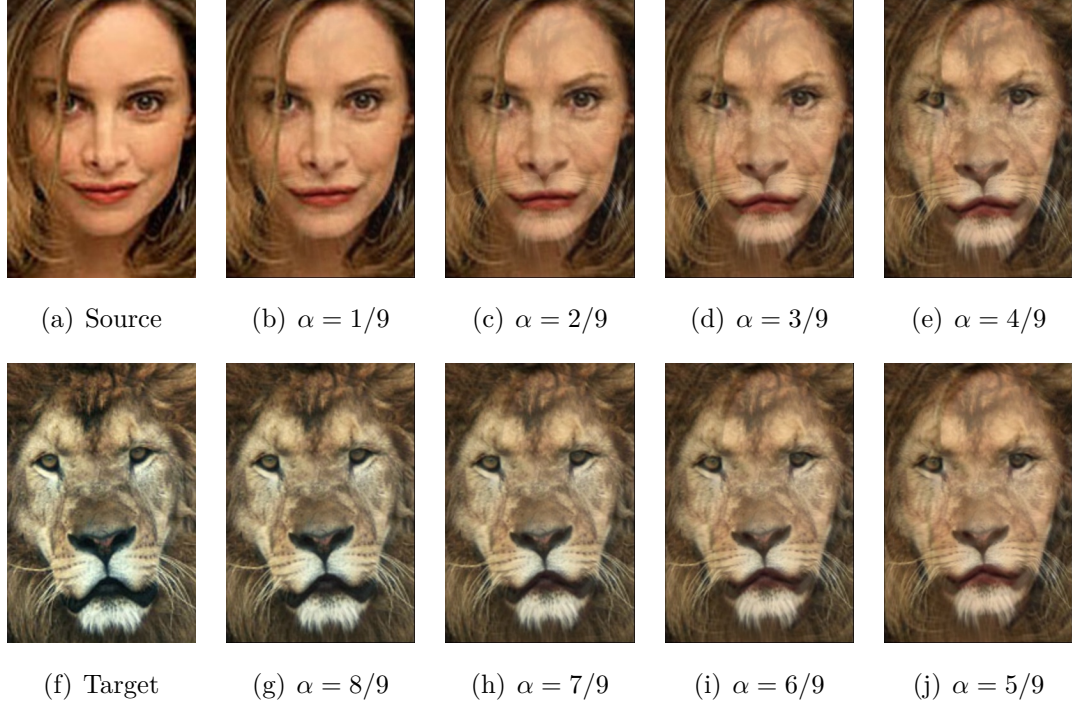 (a) Source (b) α = 1/9 (c) α = 2/9 (d) α = 3/9 (e) α = 4/9
(f) Target (g) α = 8/9 (h) α = 7/9 (i) α = 6/9 (j) α = 5/9